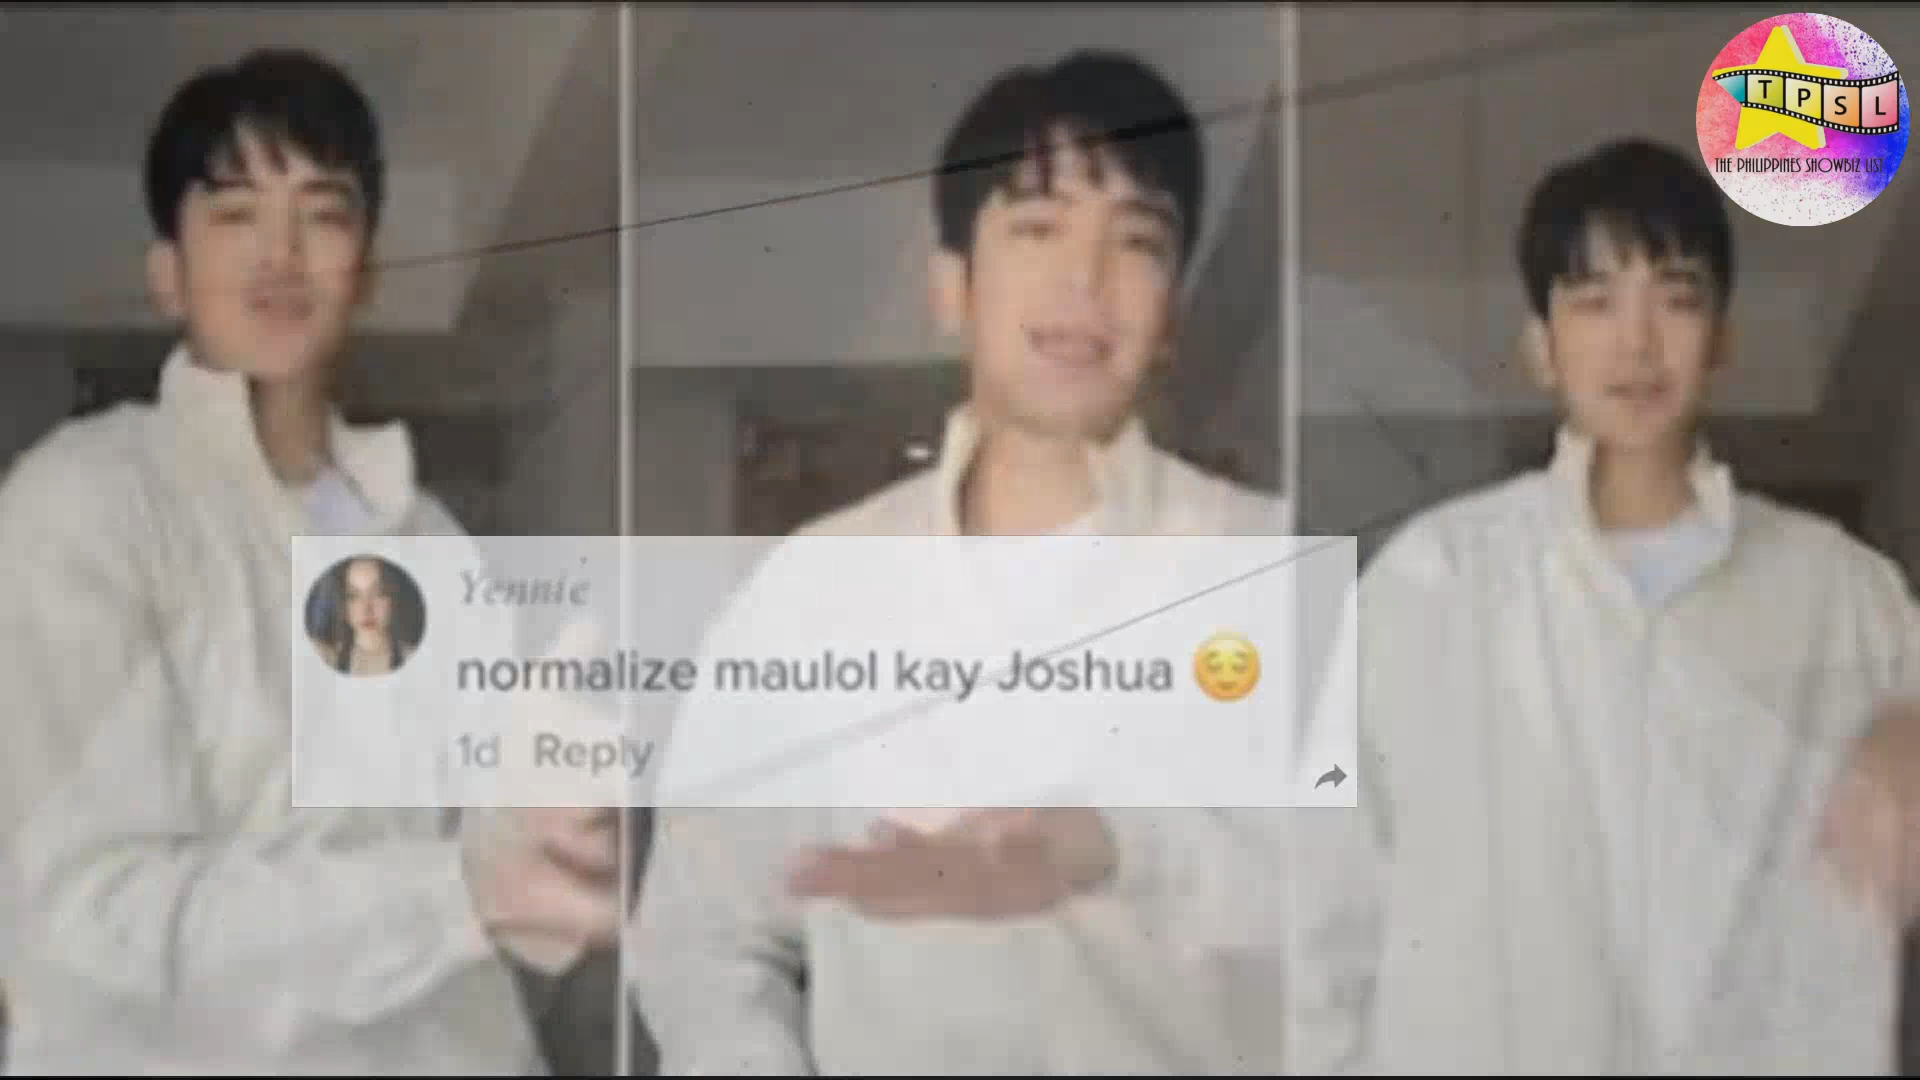 T P S L
THE PHILIPPINES SHOWBIZ LIST
Yennie
normalize maulol kay Joshua 😔
1d Reply